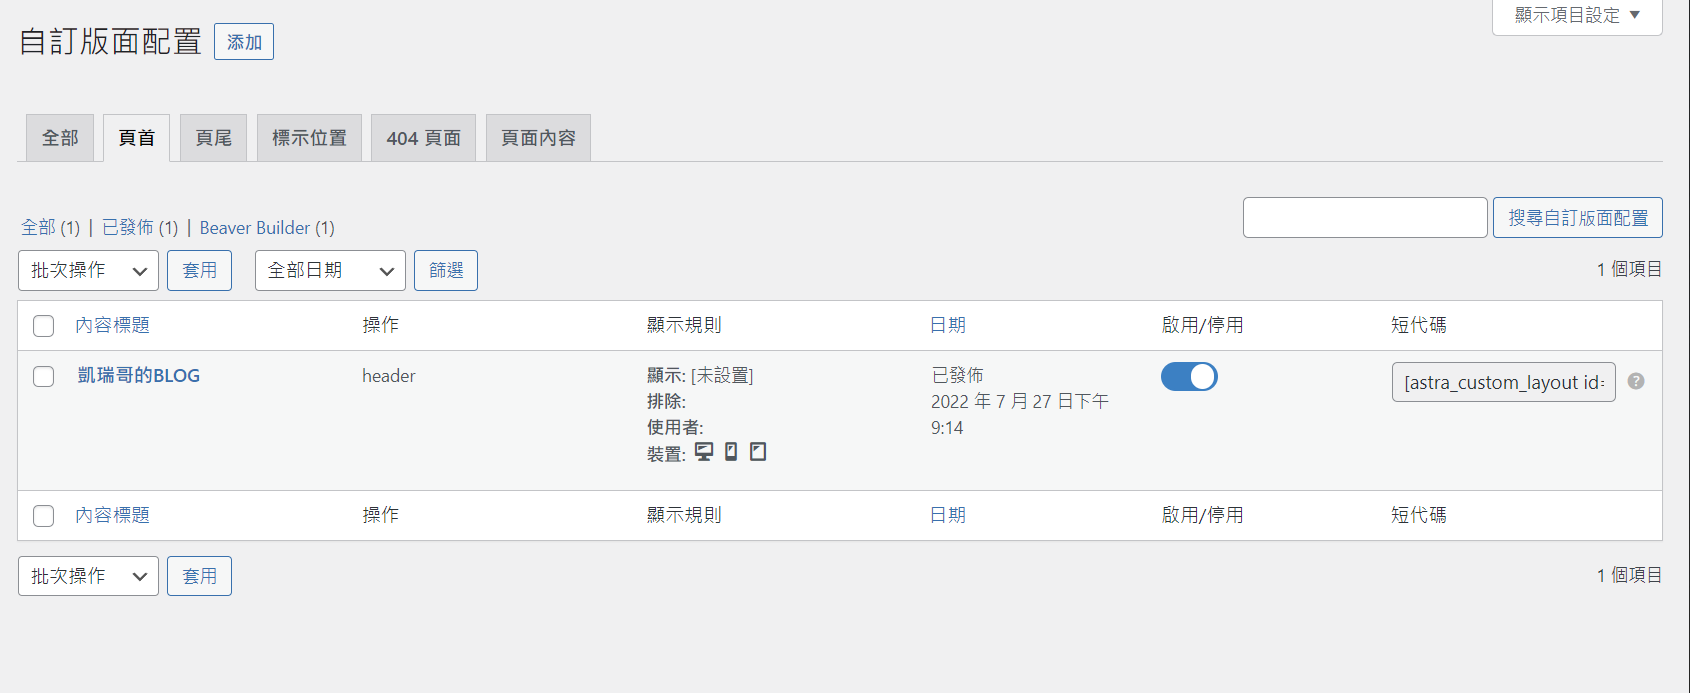 顯示項目設定 ▼
自訂版面配置 添加
全部 頁首 頁尾 標示位置 404 頁面 頁面內容
搜尋自訂版面配置
全部 (1) | 已發佈 (1) | Beaver Builder (1)
批次操作 套用 全部日期 篩選 1 個項目
內容標題 操作 顯示規則 日期 啟用/停用 短代碼
凱瑞哥的BLOG header 顯示: [未設置] 已發佈 [astra_custom_layout id=
排除: 2022 年 7 月 27 日下午
使用者: 9:14
裝置:
內容標題 操作 顯示規則 日期 啟用/停用 短代碼
批次操作 套用 1 個項目